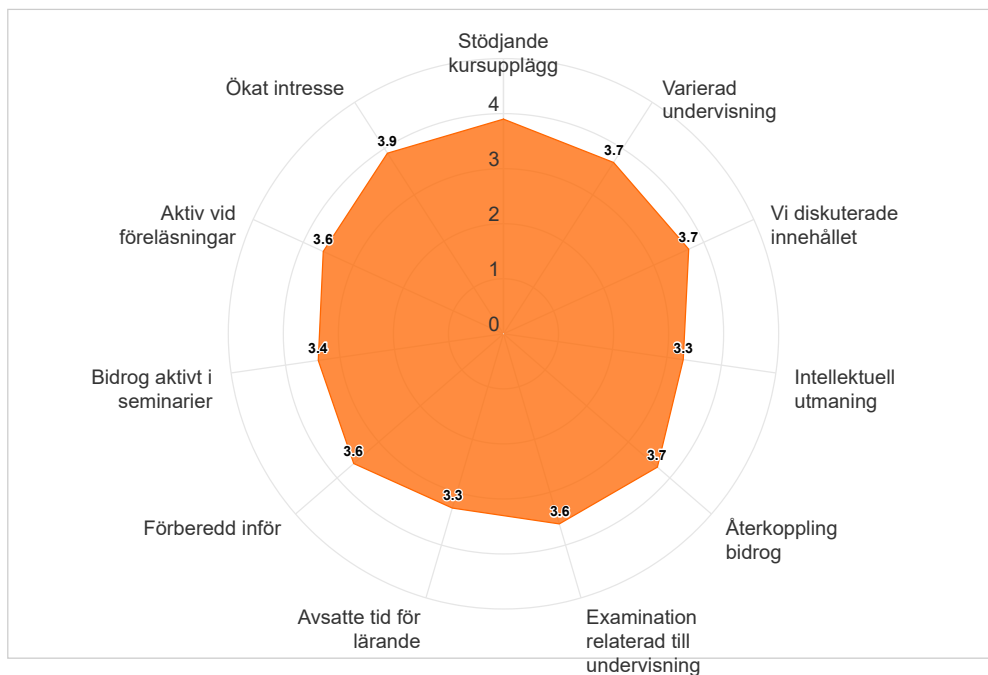 Stödjande
kursupplägg
Ökat intresse
Varierad
undervisning
4
3.9
3.7
3
Aktiv vid
föreläsningar
Vi diskuterade
innehållet
2
3.6
3.7
1
0
3.4
3.3
Bidrog aktivt i
seminarier
Intellektuell
utmaning
3.6
3.7
3.3
3.6
Förberedd inför
Återkoppling
bidrog
Avsatte tid för
lärande
Examination
relaterad till
undervisning